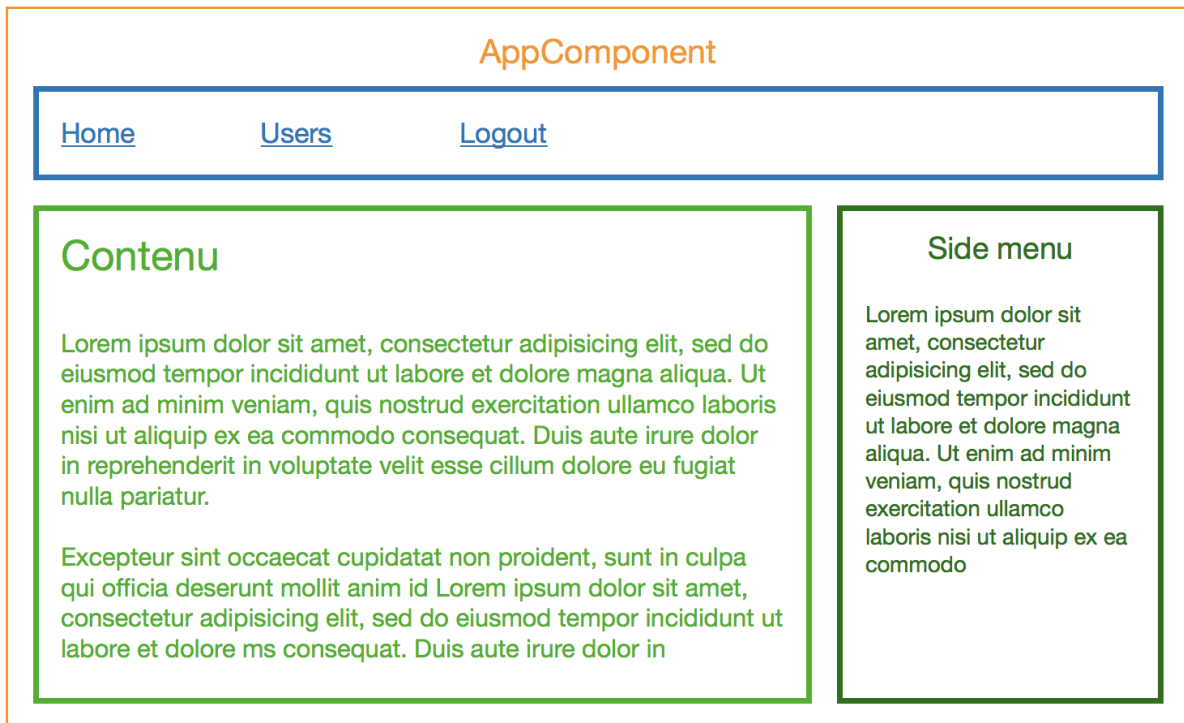 AppComponent
Home Users Logout
Contenu
Lorem ipsum dolor sit amet, consectetur adipisicing elit, sed do
eiusmod tempor incididunt ut labore et dolore magna aliqua. Ut
enim ad minim veniam, quis nostrud exercitation ullamco laboris
nisi ut aliquip ex ea commodo consequat. Duis aute irure dolor
in reprehenderit in voluptate velit esse cillum dolore eu fugiat
nulla pariatur.
Excepteur sint occaecat cupidatat non proident, sunt in culpa
qui officia deserunt mollit anim id Lorem ipsum dolor sit amet,
consectetur adipisicing elit, sed do eiusmod tempor incididunt ut
labore et dolore ms consequat. Duis aute irure dolor in
Side menu
Lorem ipsum dolor sit
amet, consectetur
adipisicing elit, sed do
eiusmod tempor incididunt
ut labore et dolore magna
aliqua. Ut enim ad minim
veniam, quis nostrud
exercitation ullamco
laboris nisi ut aliquip ex ea
commodo